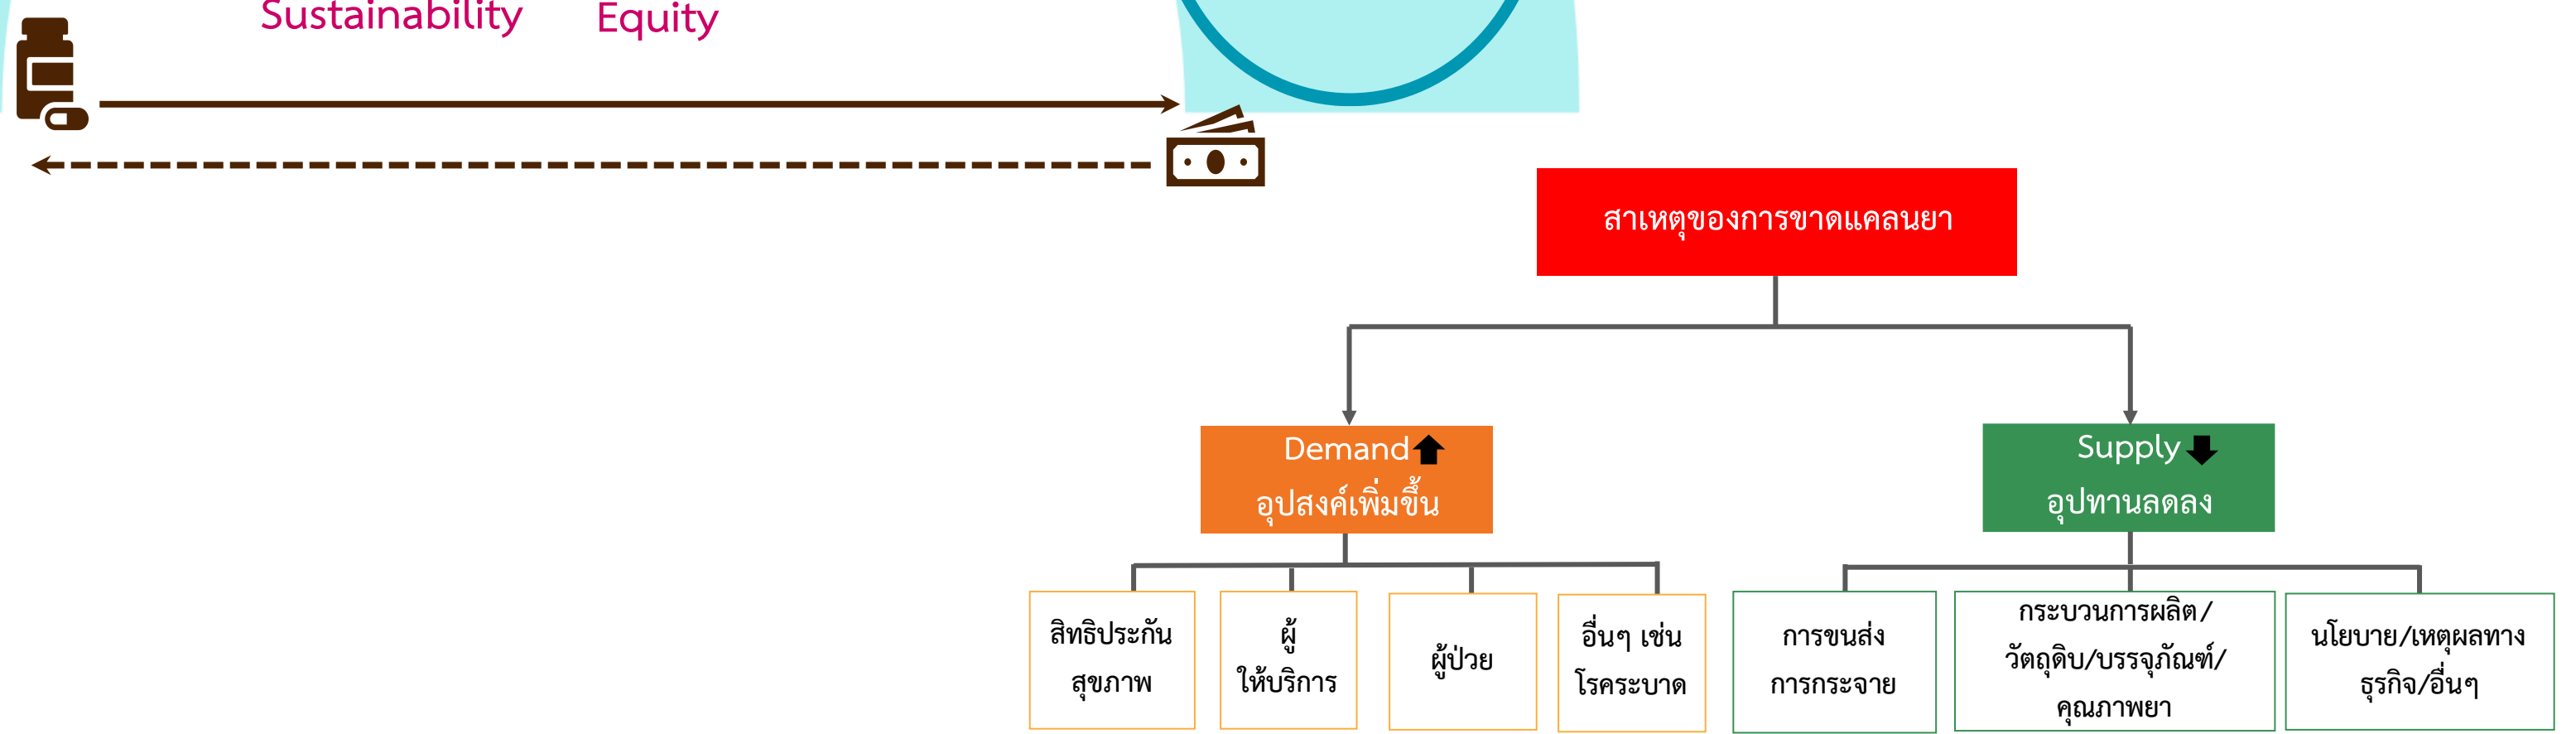 Sustainability
Equity
สาเหตุของการขาดแคลนยา
Demand
อุปสงค์เพิ่มขึ้น
Supply
อุปทานลดลง
สิทธิประกัน
สุขภาพ
ผู้
ให้บริการ
ผู้ป่วย
อื่นๆ เช่น
โรคระบาด
การขนส่ง
การกระจาย
กระบวนการผลิต/
วัตถุดิบ/บรรจุภัณฑ์/
คุณภาพยา
นโยบาย/เหตุผลทาง
ธุรกิจ/อื่นๆ